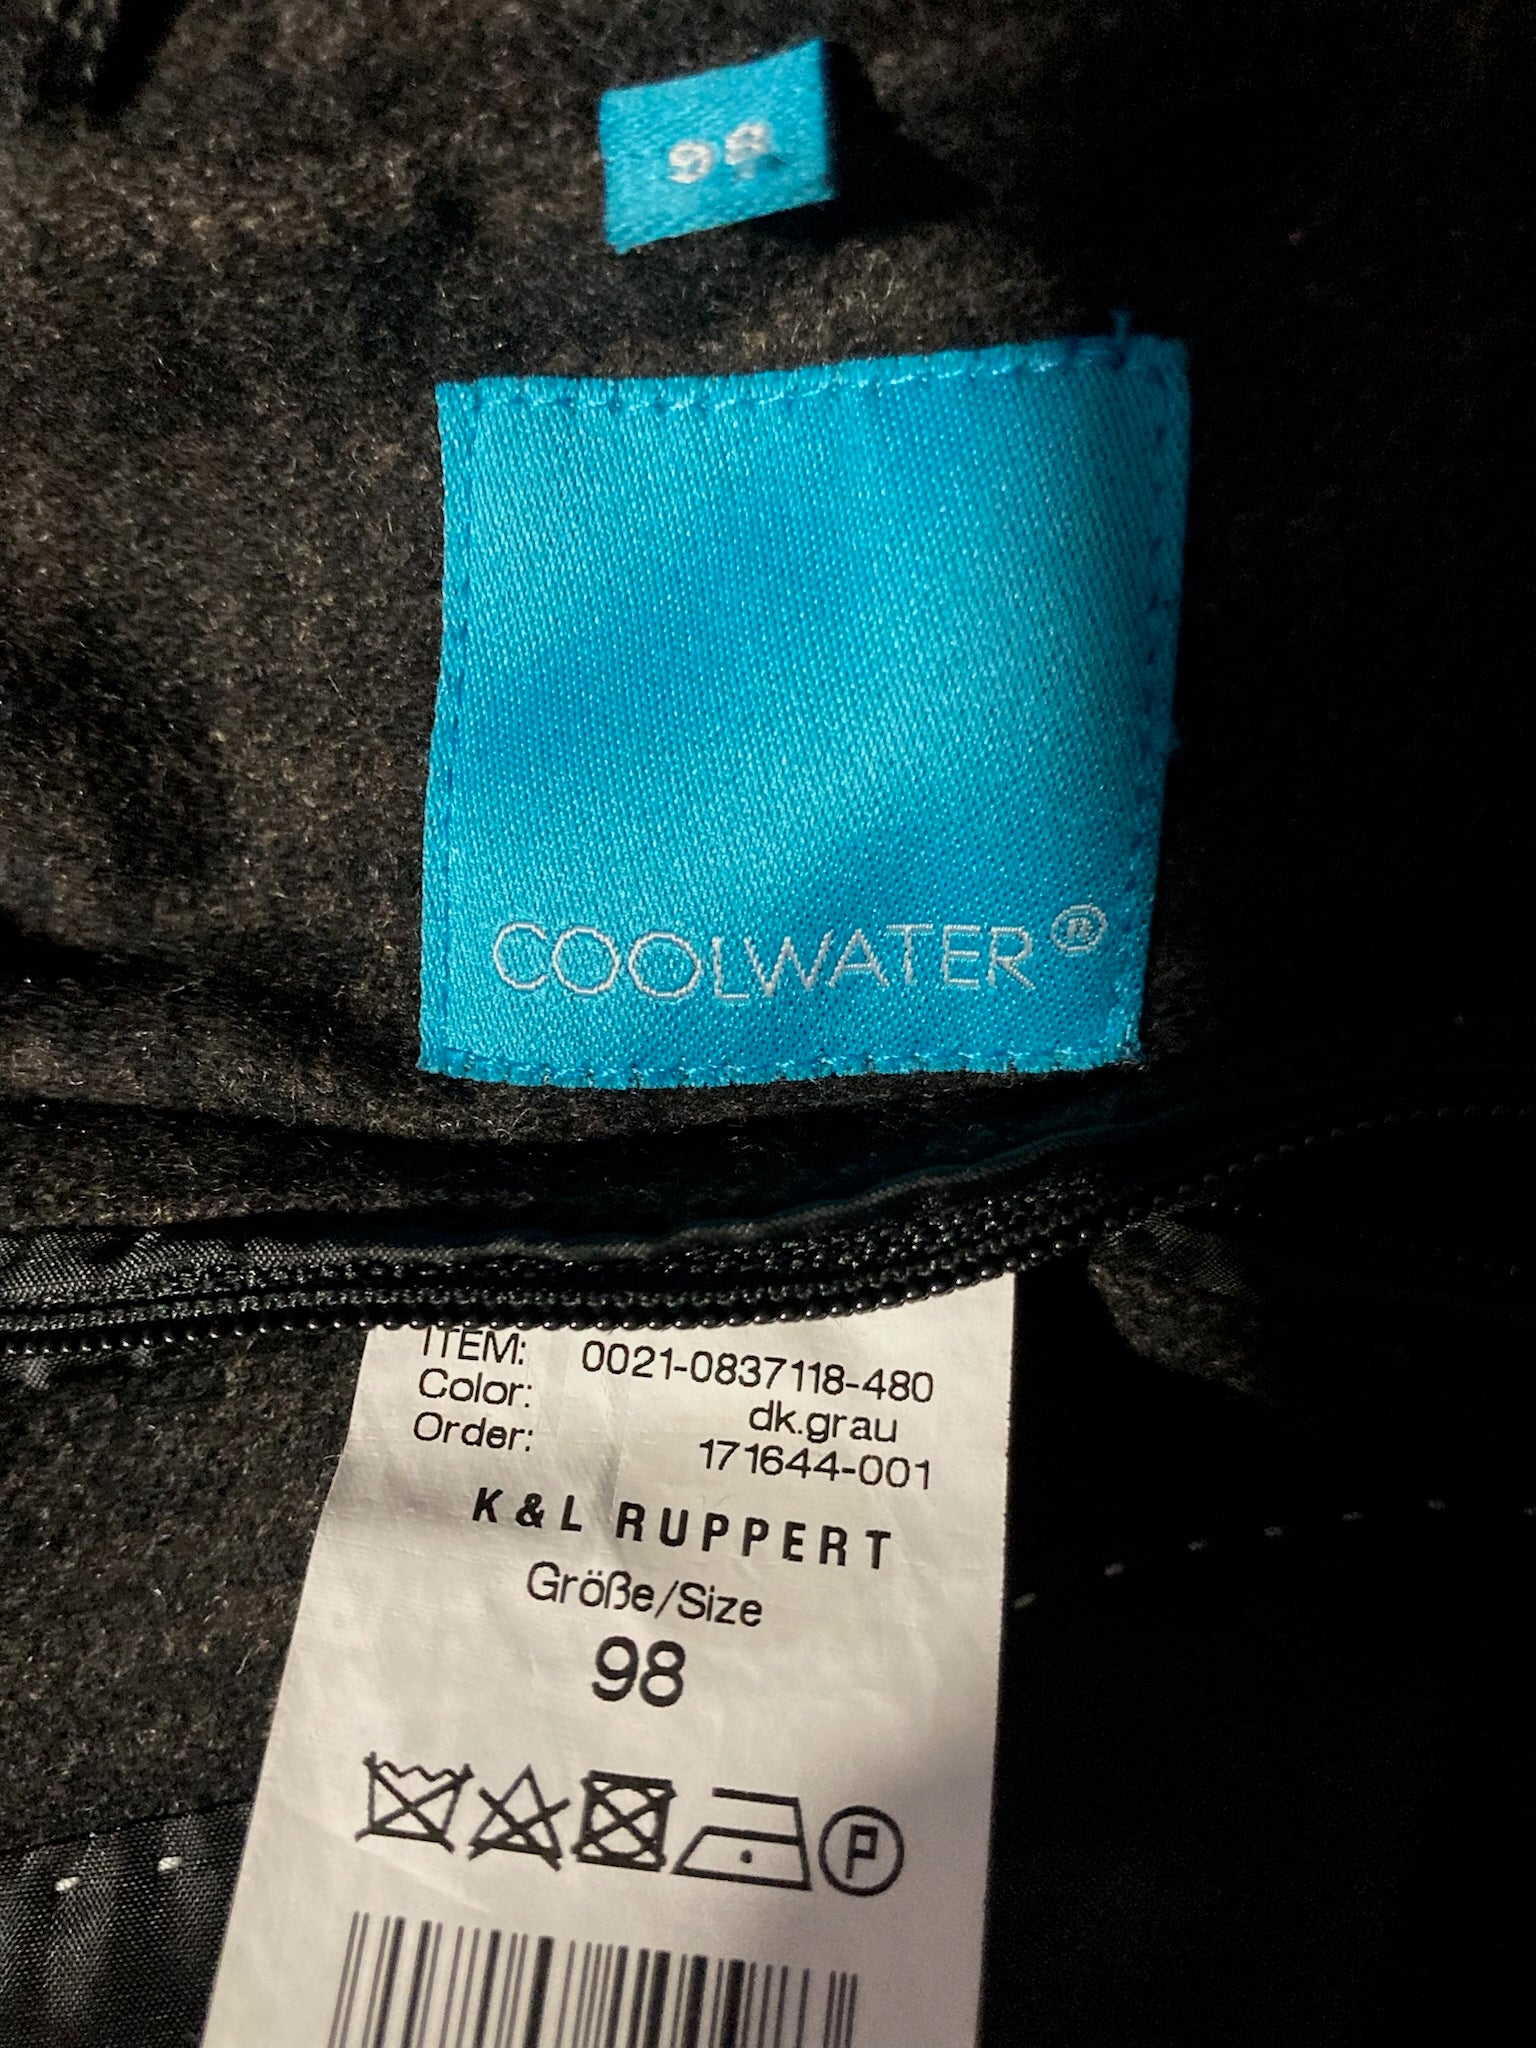 98
COOLWATER®
ITEM: 0021-0837118-480
Color: dk.grau
Order: 171644-001
K & L RUPPERT
Größe/Size
98
P